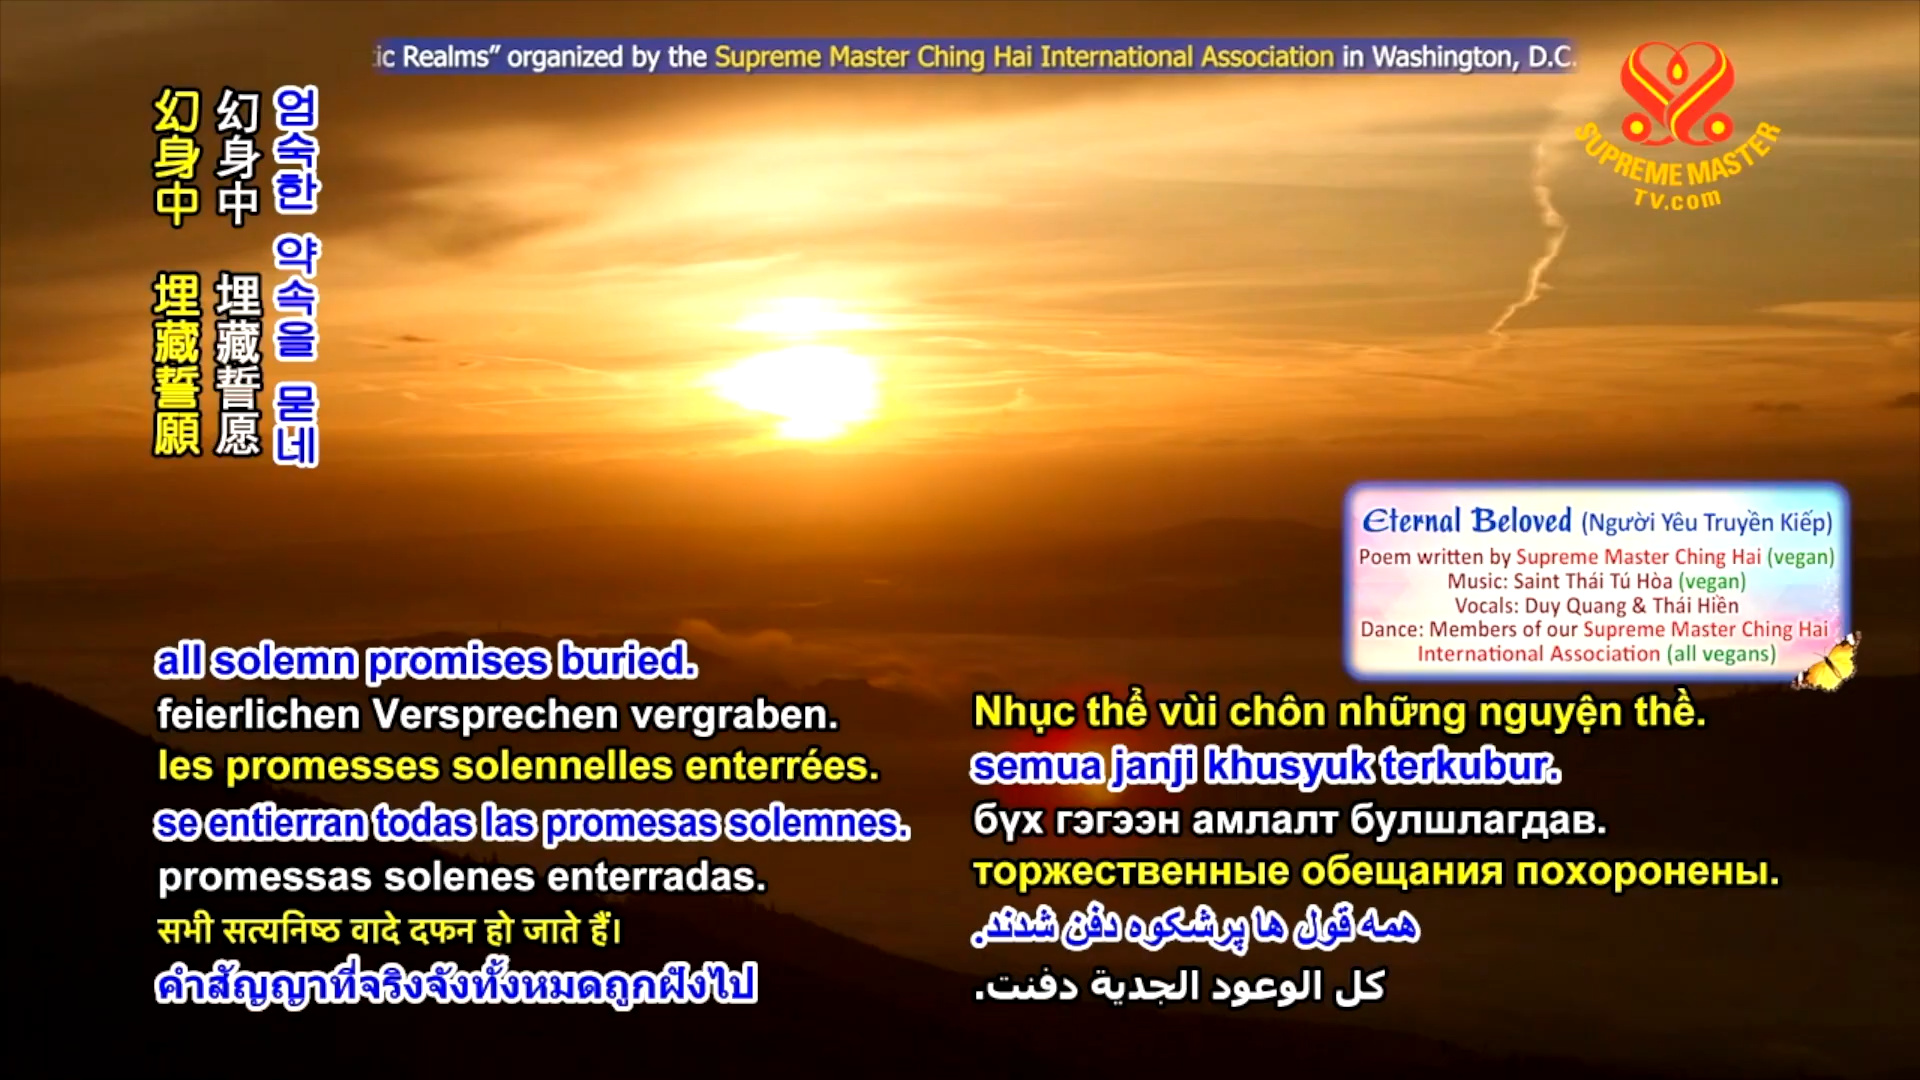 ic Realms” organized by the Supreme Master Ching Hai International Association in Washington, D.C.
SUPREME MASTER
TV.com
엄숙한 약속을 묻네
幻身中 埋藏誓愿
幻身中 埋藏誓願
Eternal Beloved (Người Yêu Truyền Kiếp)
Poem written by Supreme Master Ching Hai (vegan)
Music: Saint Thái Tú Hòa (vegan)
Vocals: Duy Quang & Thái Hiền
Dance: Members of our Supreme Master Ching Hai
International Association (all vegans)
all solemn promises buried.
feierlichen Versprechen vergraben.
les promesses solennelles enterrées.
se entierran todas las promesas solemnes.
promessas solenes enterradas.
सभी सत्यनिष्ठ वादे दफन हो जाते हैं।
คำสัญญาที่จริงจังทั้งหมดถูกฝังไป
Nhục thể vùi chôn những nguyện thề.
semua janji khusyuk terkubur.
бүх гэгээн амлалт булшлагдав.
торжественные обещания похоронены.
همه قول ها پرشکوه دفن شدند.
كل الوعود الجدية دفنت.